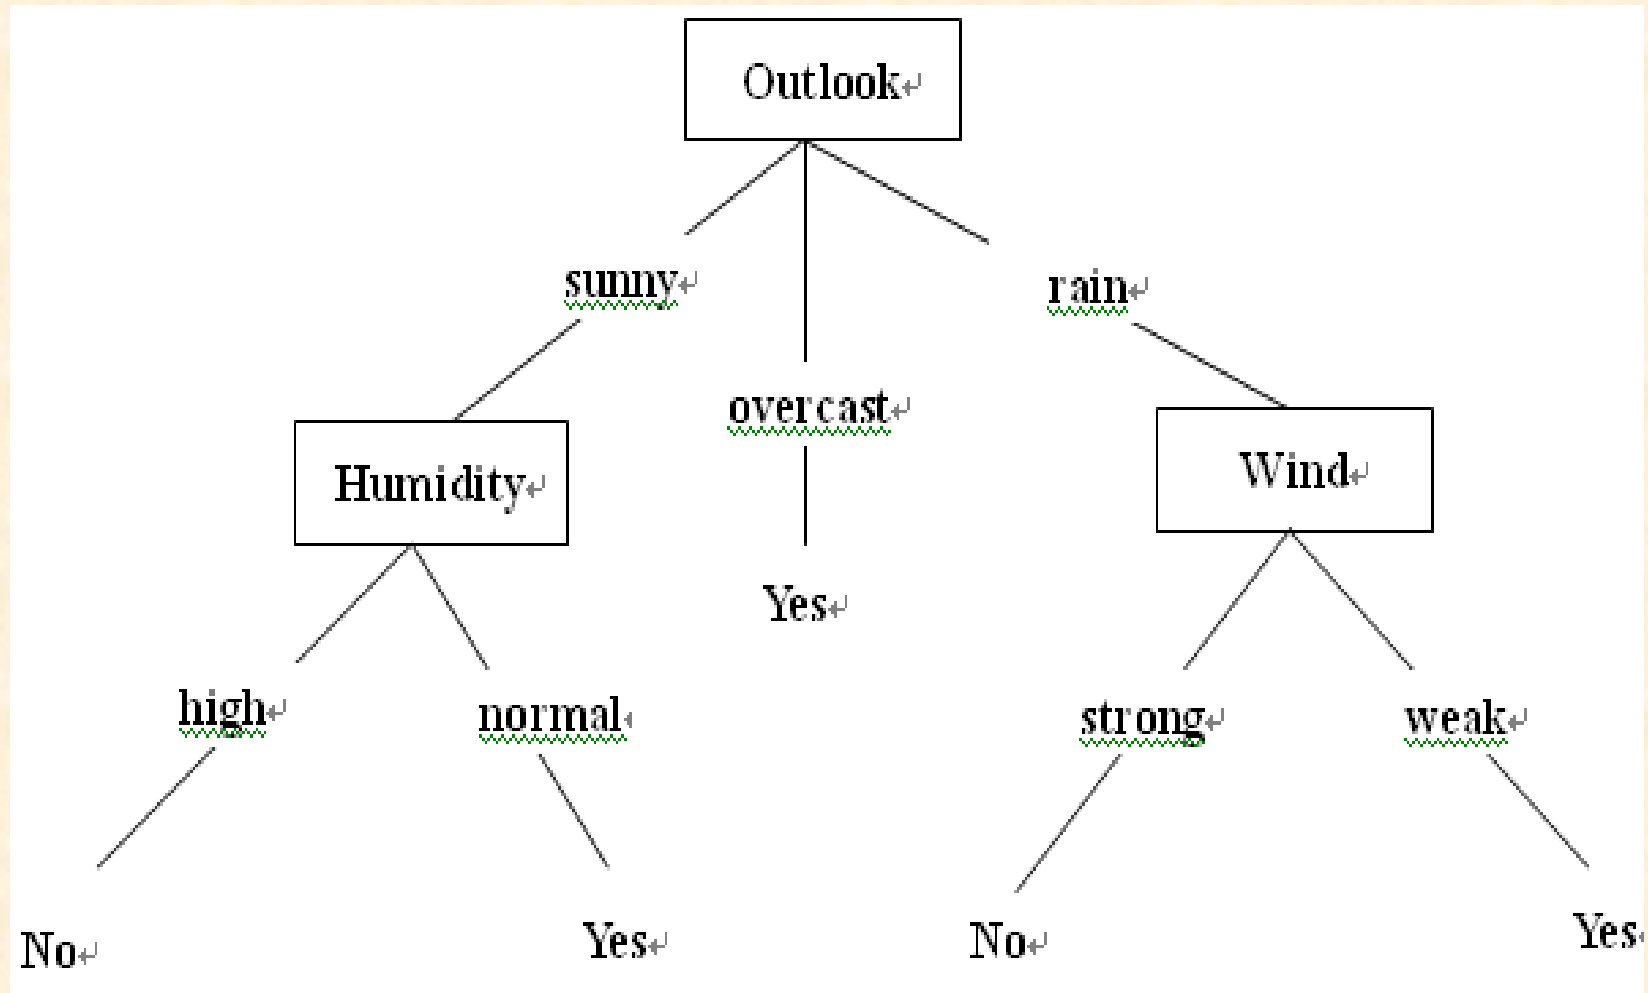 Outlook
sunny
rain
overcast
Humidity
Wind
Yes
high
normal
strong
weak
No
Yes
No
Yes